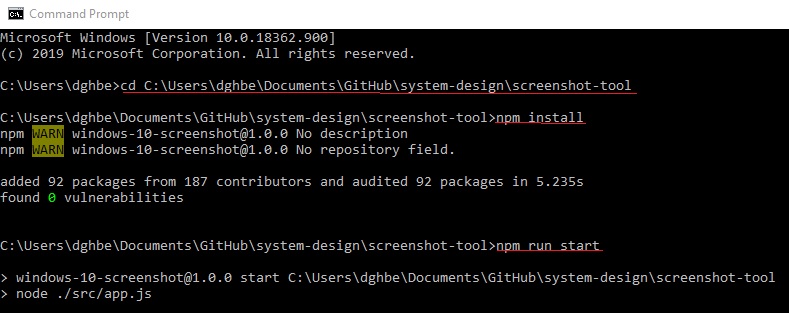 Command Prompt
Microsoft Windows [Version 10.0.18362.900]
(c) 2019 Microsoft Corporation. All rights reserved.
C:\Users\dghbe>cd C:\Users\dghbe\Documents\GitHub\system-design\screenshot-tool
C:\Users\dghbe\Documents\GitHub\system-design\screenshot-tool>npm install
npm WARN windows-10-screenshot@1.0.0 No description
npm WARN windows-10-screenshot@1.0.0 No repository field.
added 92 packages from 187 contributors and audited 92 packages in 5.235s
found 0 vulnerabilities
C:\Users\dghbe\Documents\GitHub\system-design\screenshot-tool>npm run start
> windows-10-screenshot@1.0.0 start C:\Users\dghbe\Documents\GitHub\system-design\screenshot-tool
> node ./src/app.js